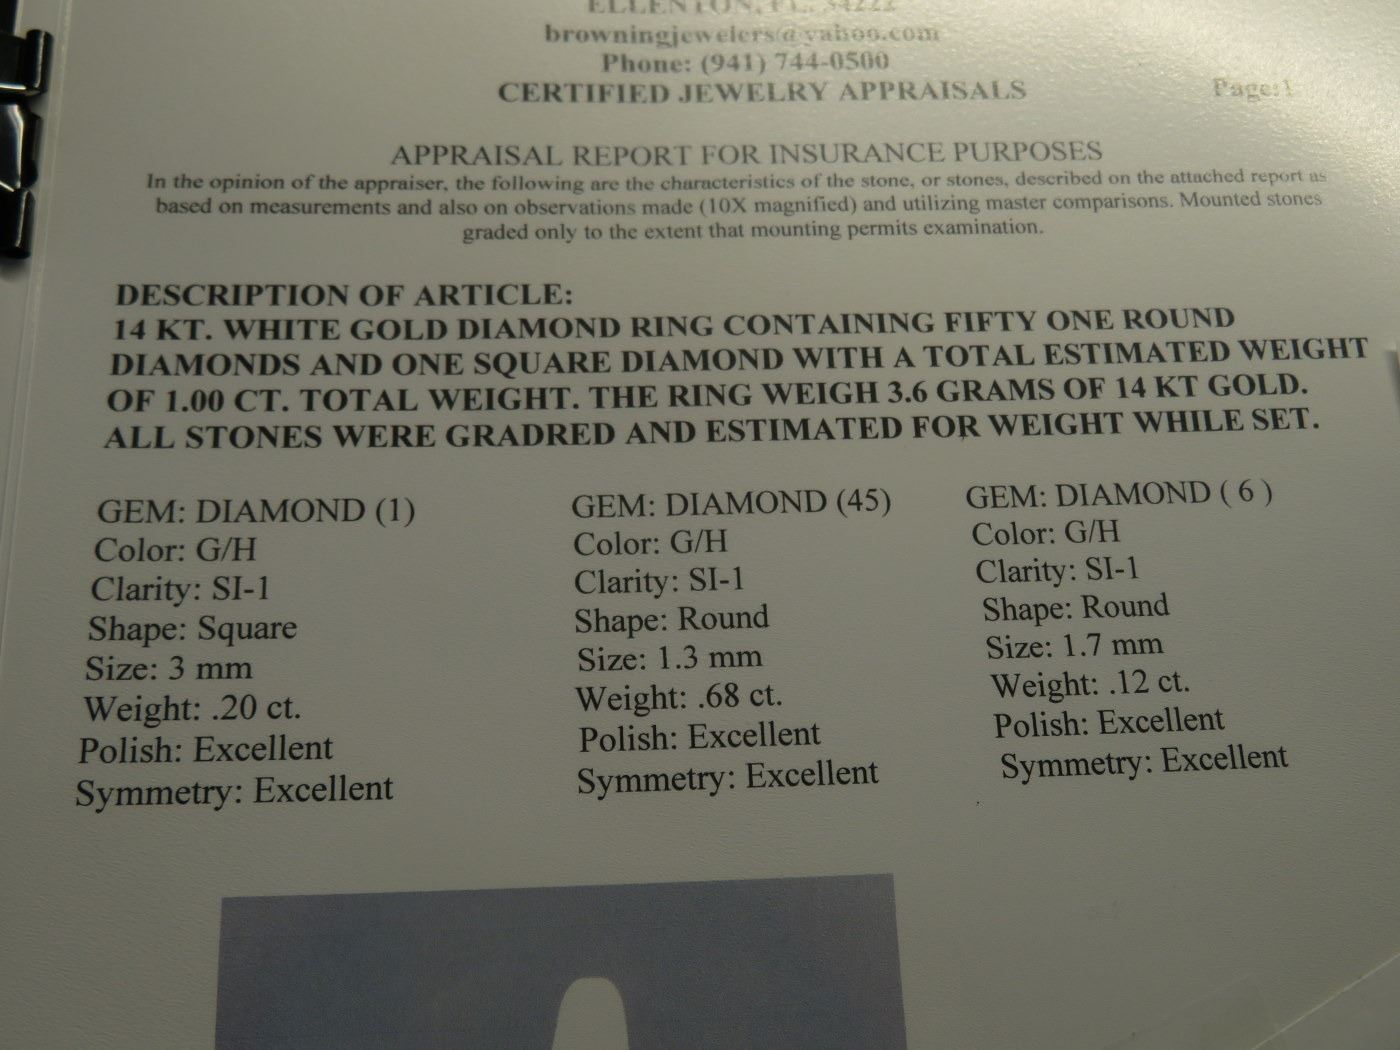 ELLENTON, FL. 34222
browningjewelers@yahoo.com
Phone: (941) 744-0500
CERTIFIED JEWELRY APPRAISALS
Page:1
APPRAISAL REPORT FOR INSURANCE PURPOSES
In the opinion of the appraiser, the following are the characteristics of the stone, or stones, described on the attached report as
based on measurements and also on observations made (10X magnified) and utilizing master comparisons. Mounted stones
graded only to the extent that mounting permits examination.
DESCRIPTION OF ARTICLE:
14 KT. WHITE GOLD DIAMOND RING CONTAINING FIFTY ONE ROUND
DIAMONDS AND ONE SQUARE DIAMOND WITH A TOTAL ESTIMATED WEIGHT
OF 1.00 CT. TOTAL WEIGHT. THE RING WEIGH 3.6 GRAMS OF 14 KT GOLD.
ALL STONES WERE GRADRED AND ESTIMATED FOR WEIGHT WHILE SET.
GEM: DIAMOND (1)
Color: G/H
Clarity: SI-1
Shape: Square
Size: 3 mm
Weight: .20 ct.
Polish: Excellent
Symmetry: Excellent
GEM: DIAMOND (45)
Color: G/H
Clarity: SI-1
Shape: Round
Size: 1.3 mm
Weight: .68 ct.
Polish: Excellent
Symmetry: Excellent
GEM: DIAMOND ( 6 )
Color: G/H
Clarity: SI-1
Shape: Round
Size: 1.7 mm
Weight: .12 ct.
Polish: Excellent
Symmetry: Excellent